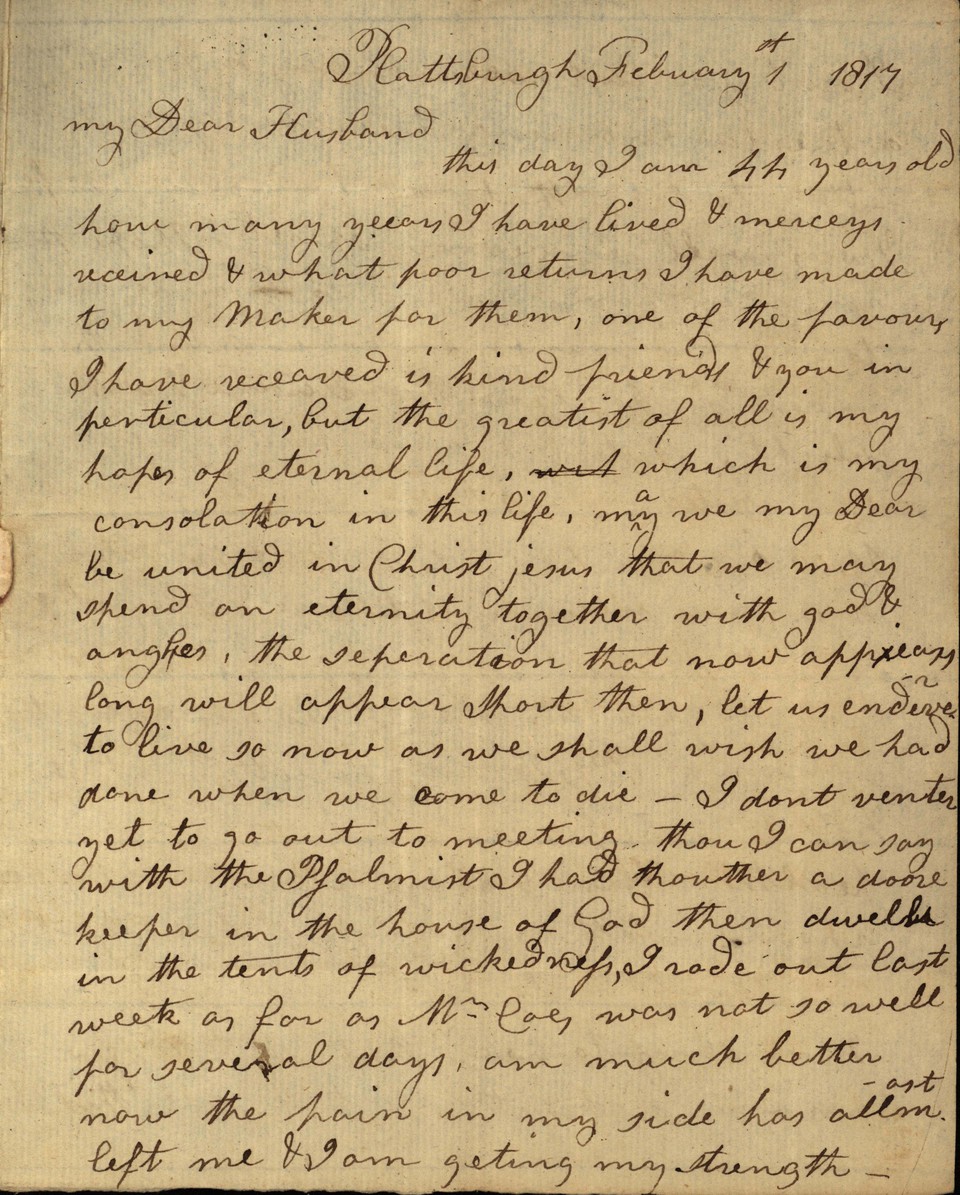 Plattsburgh February 1st 1817
my Dear Husband
this day I am 44 years old
how many yeears I have lived & merceys
received & what poor returns I have made
to my Maker for them, one of the favours
I have receaved is kind friends & you in
perticular, but the greatist of all is my
hopes of eternal life, wit which is my
consolation in this life, may we my Dear
be united in Christ jesus that we may
spend an eternity together with god &
angles, the seperation that now appears
long will appear short then, let us endever
to live so now as we shall wish we had
done when we come to die – I dont venter
yet to go out to meeting thou I can say
with the Psalmist I had rhouther a doore
keeper in the house of God then dwell
in the tents of wickedness, I rode out last
week as far as Mr Coes was not so well
for several days, am much better
now the pain in my side has allmost
left me & I am geting my strength –